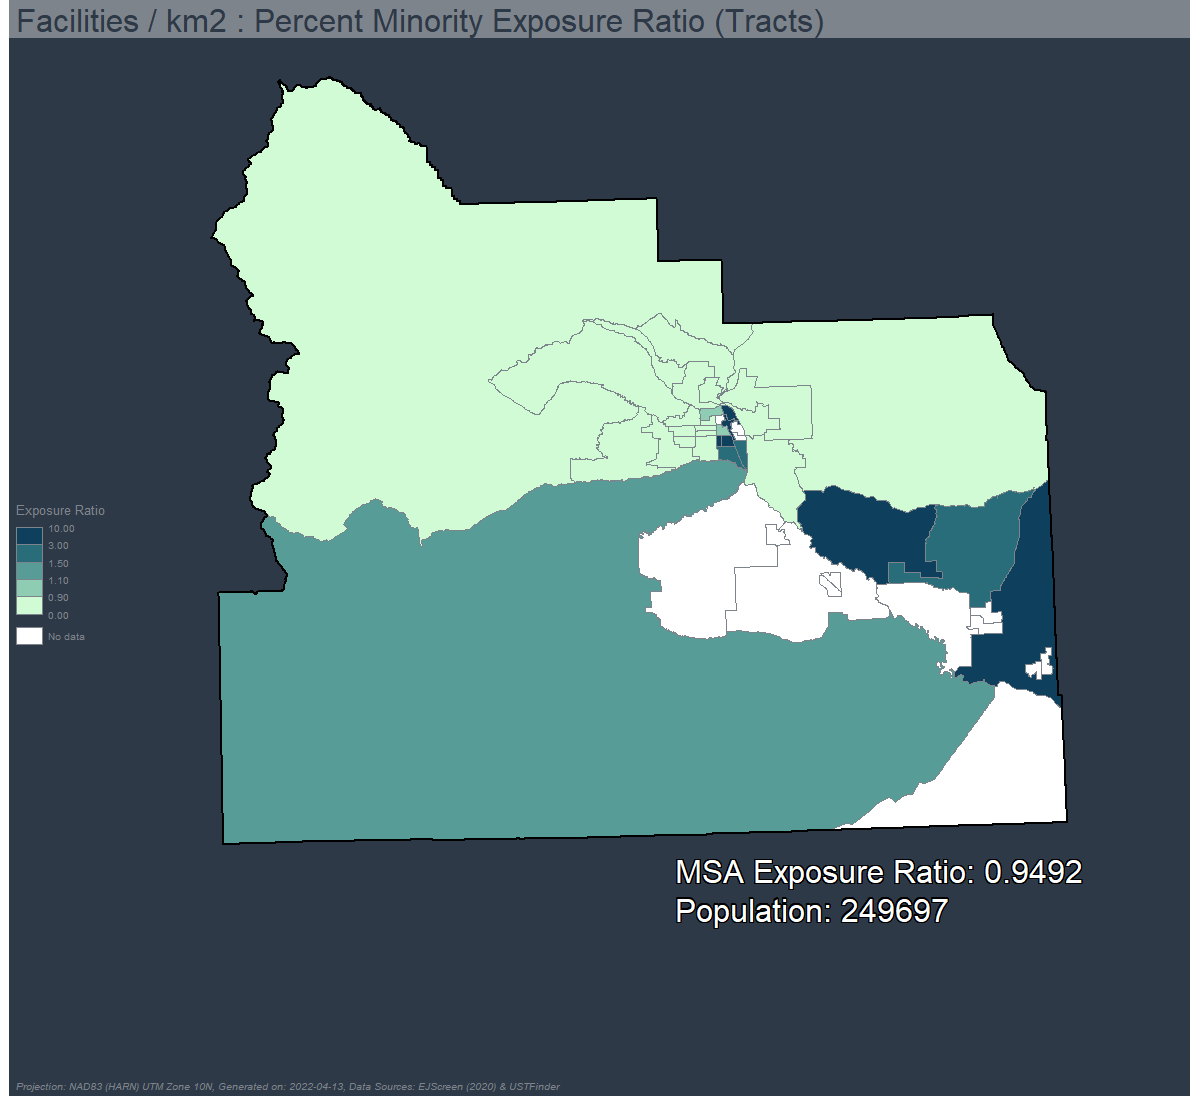 Facilities / km2 : Percent Minority Exposure Ratio (Tracts)
Exposure Ratio
10.00
3.00
1.50
1.10
0.90
0.00
No data
MSA Exposure Ratio: 0.9492
Population: 249697
Projection: NAD83 (HARN) UTM Zone 10N, Generated on: 2022-04-13, Data Sources: EJScreen (2020) & USTFinder